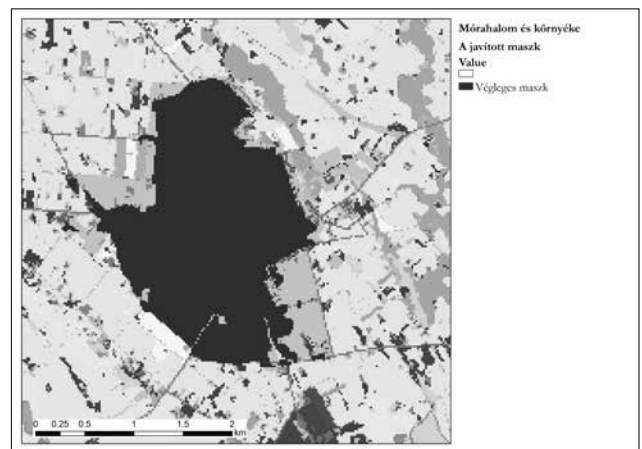 Mórahalom és környéke
A javított maszk
Value
Végleges maszk
0 0.25 0.5 1 1.5 2
km